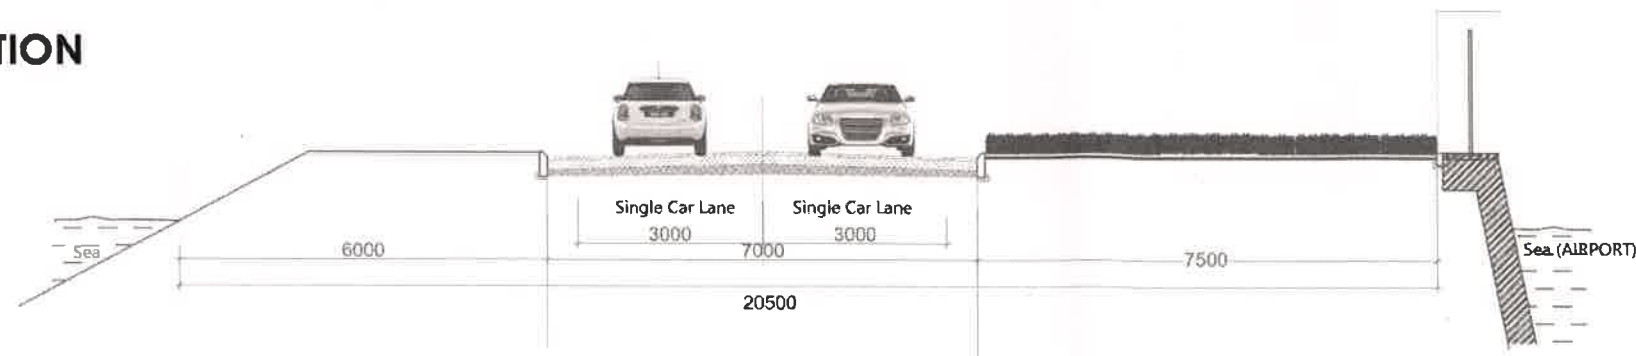 TION
Single Car Lane Single Car Lane
3000 3000
Sea 6000 7000 7500 Sea (AIRPORT)
20500